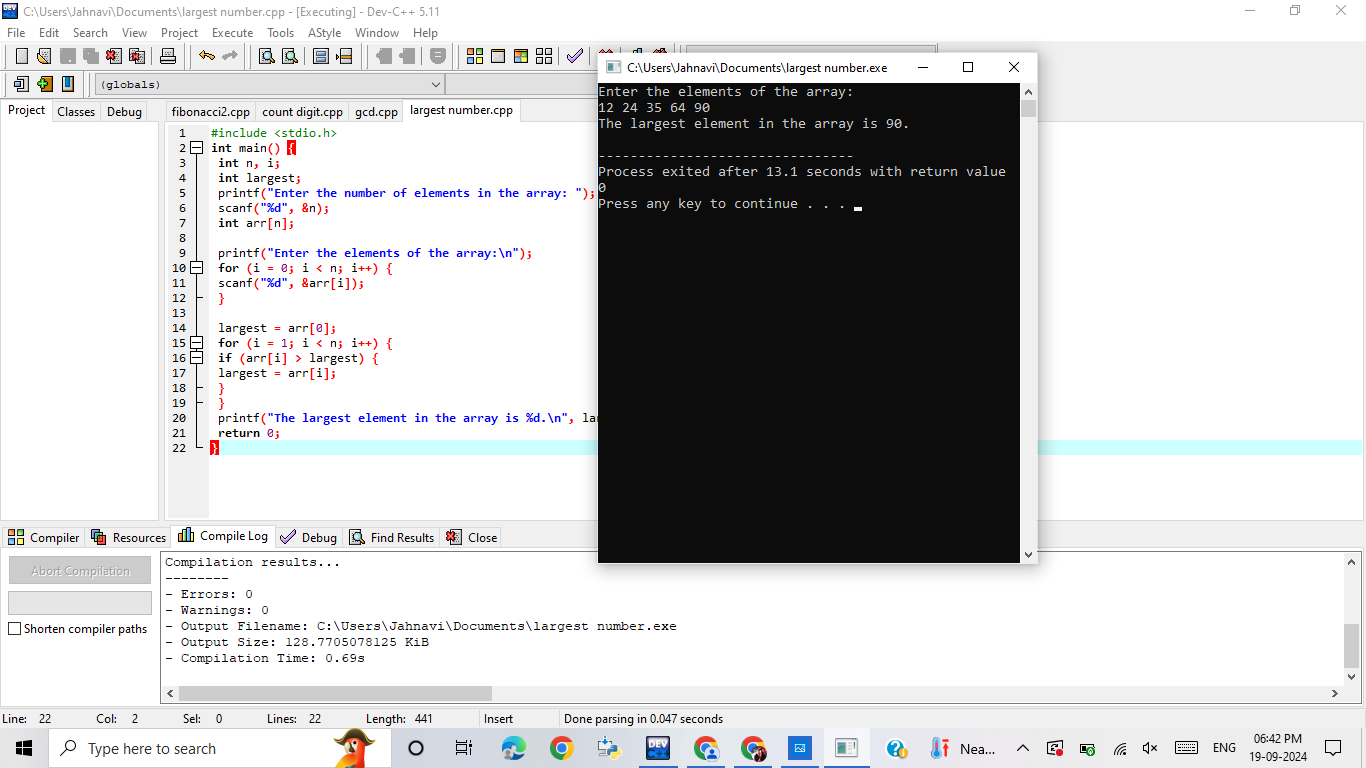 C:\Users\Jahnavi\Documents\largest number.cpp - [Executing] - Dev-C++ 5.11
File Edit Search View Project Execute Tools AStyle Window Help
(globals)
Project Classes Debug
fibonacci2.cpp count digit.cpp gcd.cpp largest number.cpp
1 #include <stdio.h>
2 int main() {
3 int n, i;
4 int largest;
5 printf("Enter the number of elements in the array: ");
6 scanf("%d", &n);
7 int arr[n];
8
9 printf("Enter the elements of the array:\n");
10 for (i = 0; i < n; i++) {
11 scanf("%d", &arr[i]);
12 }
13
14 largest = arr[0];
15 for (i = 1; i < n; i++) {
16 if (arr[i] > largest) {
17 largest = arr[i];
18 }
19 }
20 printf("The largest element in the array is %d.\n", lar
21 return 0;
22 }
C:\Users\Jahnavi\Documents\largest number.exe
Enter the elements of the array:
12 24 35 64 90
The largest element in the array is 90.
--------------------------------
Process exited after 13.1 seconds with return value
0
Press any key to continue . . .
Compiler Resources Compile Log Debug Find Results Close
Abort Compilation
Shorten compiler paths
Compilation results...
--------
- Errors: 0
- Warnings: 0
- Output Filename: C:\Users\Jahnavi\Documents\largest number.exe
- Output Size: 128.7705078125 KiB
- Compilation Time: 0.69s
Line: 22 Col: 2 Sel: 0 Lines: 22 Length: 441 Insert Done parsing in 0.047 seconds
Type here to search
DEV
Nea...
ENG
06:42 PM
19-09-2024